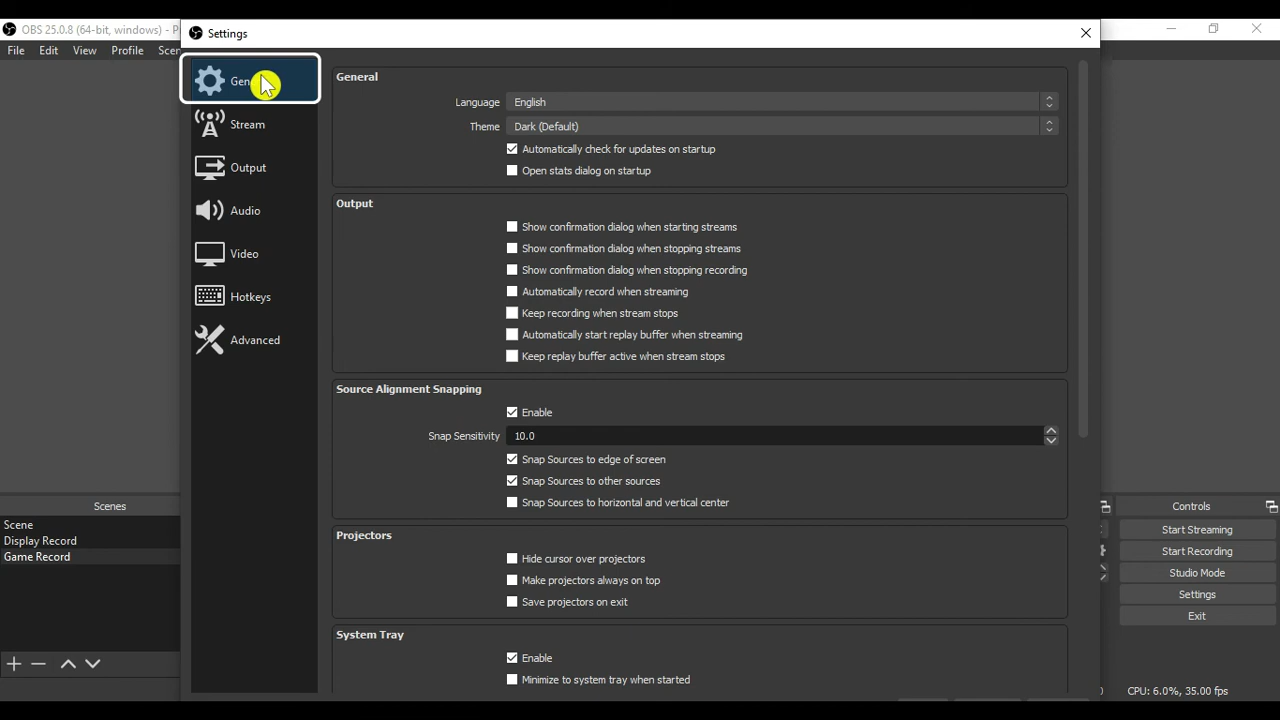 OBS 25.0.8 (64-bit, windows) - P
Settings
File Edit View Profile Scen
General
Stream
Output
Audio
Video
Hotkeys
Advanced
General
Language English
Theme Dark (Default)
Automatically check for updates on startup
Open stats dialog on startup
Output
Show confirmation dialog when starting streams
Show confirmation dialog when stopping streams
Show confirmation dialog when stopping recording
Automatically record when streaming
Keep recording when stream stops
Automatically start replay buffer when streaming
Keep replay buffer active when stream stops
Source Alignment Snapping
Enable
Snap Sensitivity 10.0
Snap Sources to edge of screen
Snap Sources to other sources
Snap Sources to horizontal and vertical center
Projectors
Hide cursor over projectors
Make projectors always on top
Save projectors on exit
System Tray
Enable
Minimize to system tray when started
Scenes
Scene
Display Record
Game Record
Controls
Start Streaming
Start Recording
Studio Mode
Settings
Exit
0 CPU: 6.0%, 35.00 fps